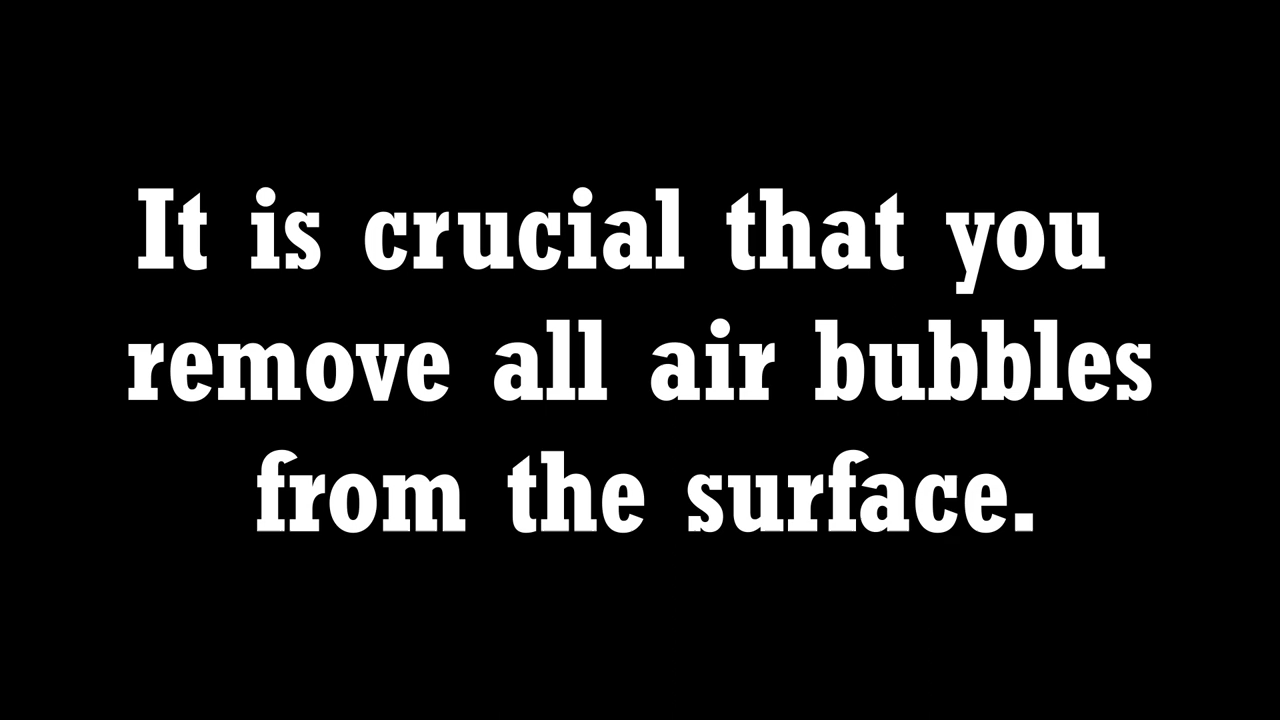 It is crucial that you
remove all air bubbles
from the surface.